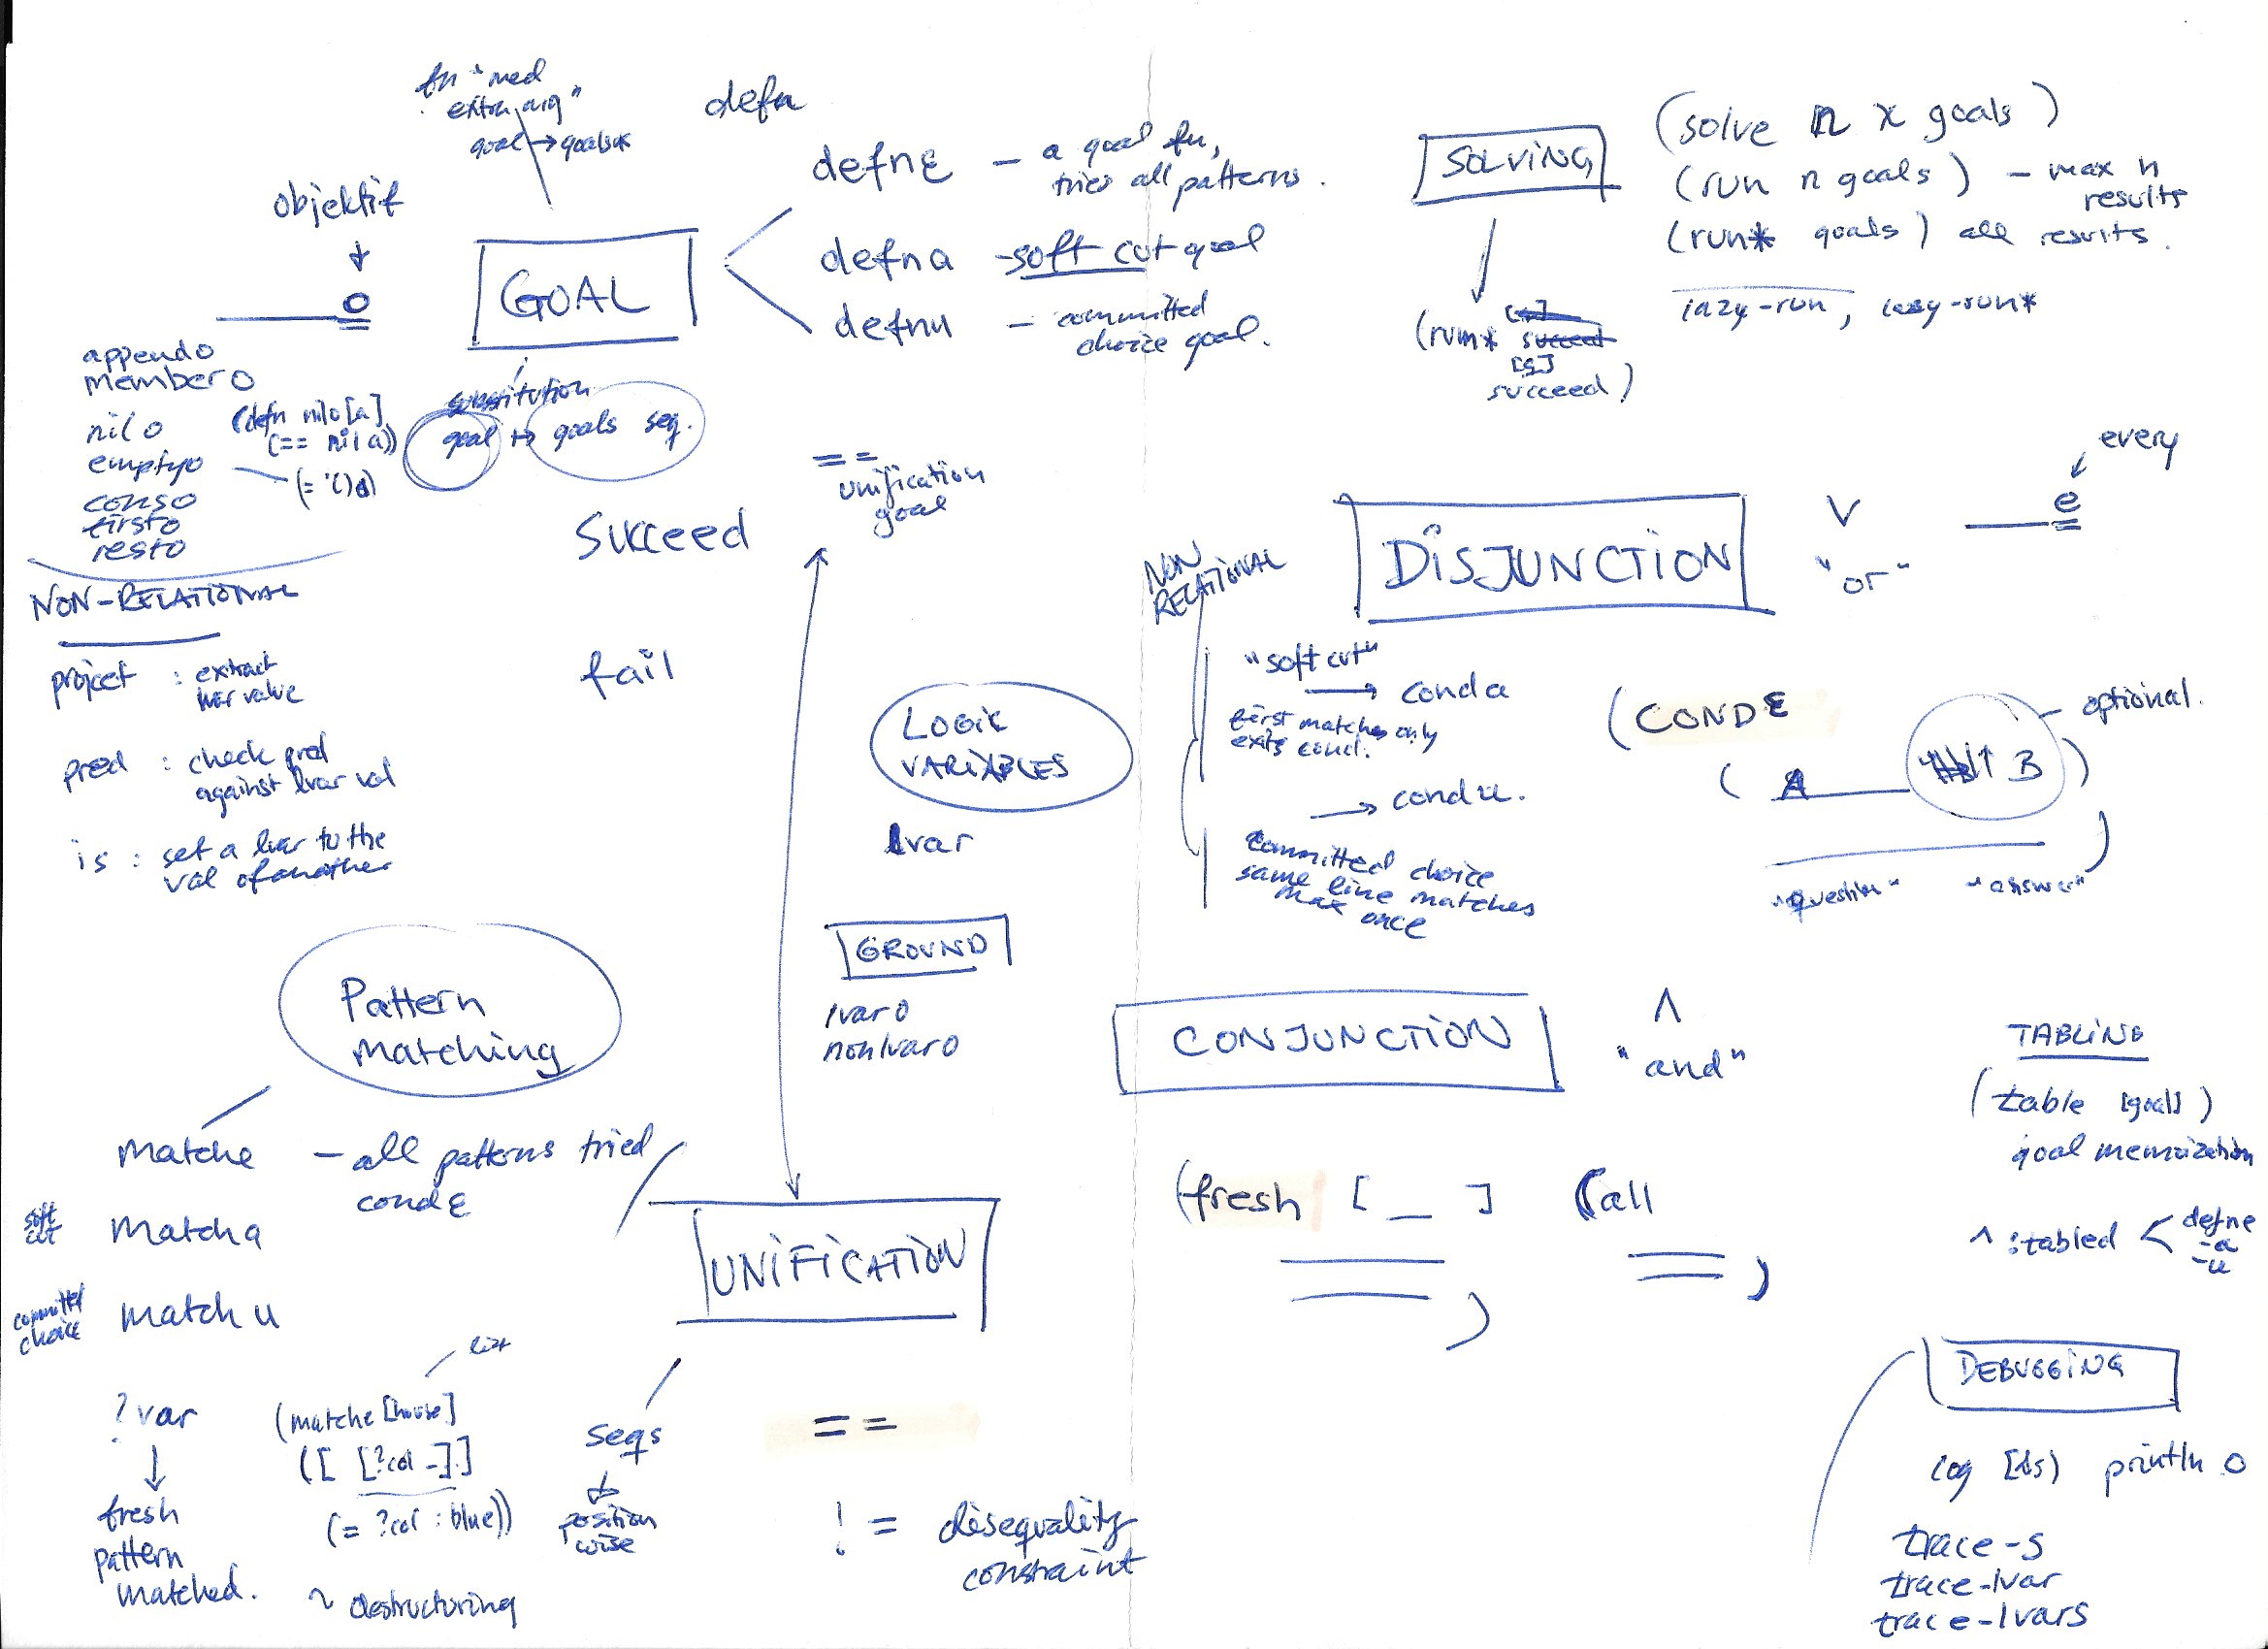 fn "med
extra arg"
goal → goals*
defn
objektif
o
GOAL
defnε – a goal fn,
tries all patterns.
defna – soft cut goal
defnu – committed
choice goal.
appendo
membero
nilo
(defn nilo [a]
(== nil a))
emptyo
(= '() a)
conso
firsto
resto
substitution
goal ↦ goals seq.
== 
unification
goal
Succeed
fail
NON-RELATIONAL
project : extract
lvar value
pred : check pred
against lvar val
is : set a lvar to the
val of another
SOLVING
(solve n x goals)
(run n goals) – max n
results
(run* goals) all results.
lazy-run, lazy-run*
(run*
[q]
succeed)
DISJUNCTION
V
"or"
every
e
NON
RELATIONAL
"soft cut"
→ conda
first matches only
exits cond.
→ condu.
committed choice
same line matches
max once
(CONDE
( A B )
optional.
)
"question" "answer"
LOGIC
VARIABLES
lvar
GROUND
lvaro
nonlvaro
CONJUNCTION
Λ
"and"
(fresh [ _ ]
)
(all
)
TABLING
(table [goal])
goal memoization
^ :tabled < defne
-a
-u
DEBUGGING
log [ds) println o
trace-s
trace-lvar
trace-lvars
Pattern
matching
matche – all patterns tried
condε
soft
cut
matcha
committed
choice
matchu
list
?var
↓
fresh
pattern
matched.
(matche [house]
([ [?col _] ]
(= ?col :blue))
~ destructuring
UNIFICATION
seqs
↓
position
wise
==
!= disequality
constraint